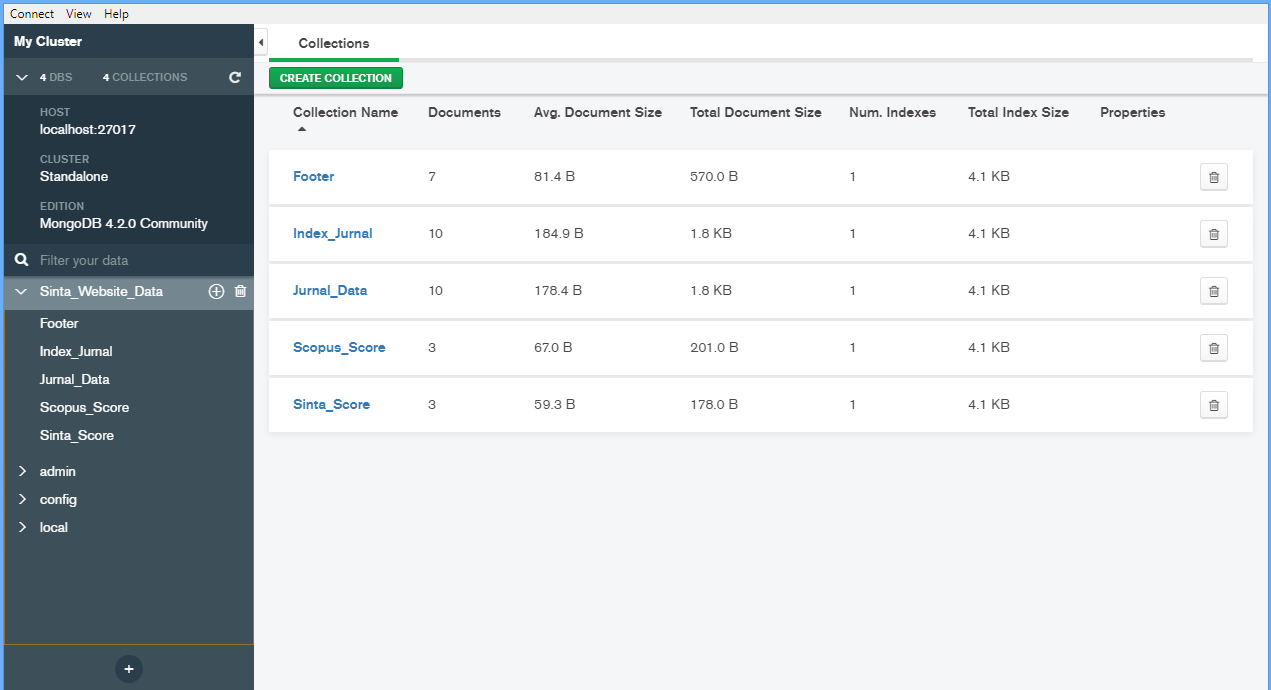 Connect View Help
My Cluster
4 DBS 4 COLLECTIONS
HOST
localhost:27017
CLUSTER
Standalone
EDITION
MongoDB 4.2.0 Community
Filter your data
Sinta_Website_Data
Footer
Index_Jurnal
Jurnal_Data
Scopus_Score
Sinta_Score
admin
config
local
Collections
CREATE COLLECTION
Collection Name Documents Avg. Document Size Total Document Size Num. Indexes Total Index Size Properties
Footer 7 81.4 B 570.0 B 1 4.1 KB
Index_Jurnal 10 184.9 B 1.8 KB 1 4.1 KB
Jurnal_Data 10 178.4 B 1.8 KB 1 4.1 KB
Scopus_Score 3 67.0 B 201.0 B 1 4.1 KB
Sinta_Score 3 59.3 B 178.0 B 1 4.1 KB